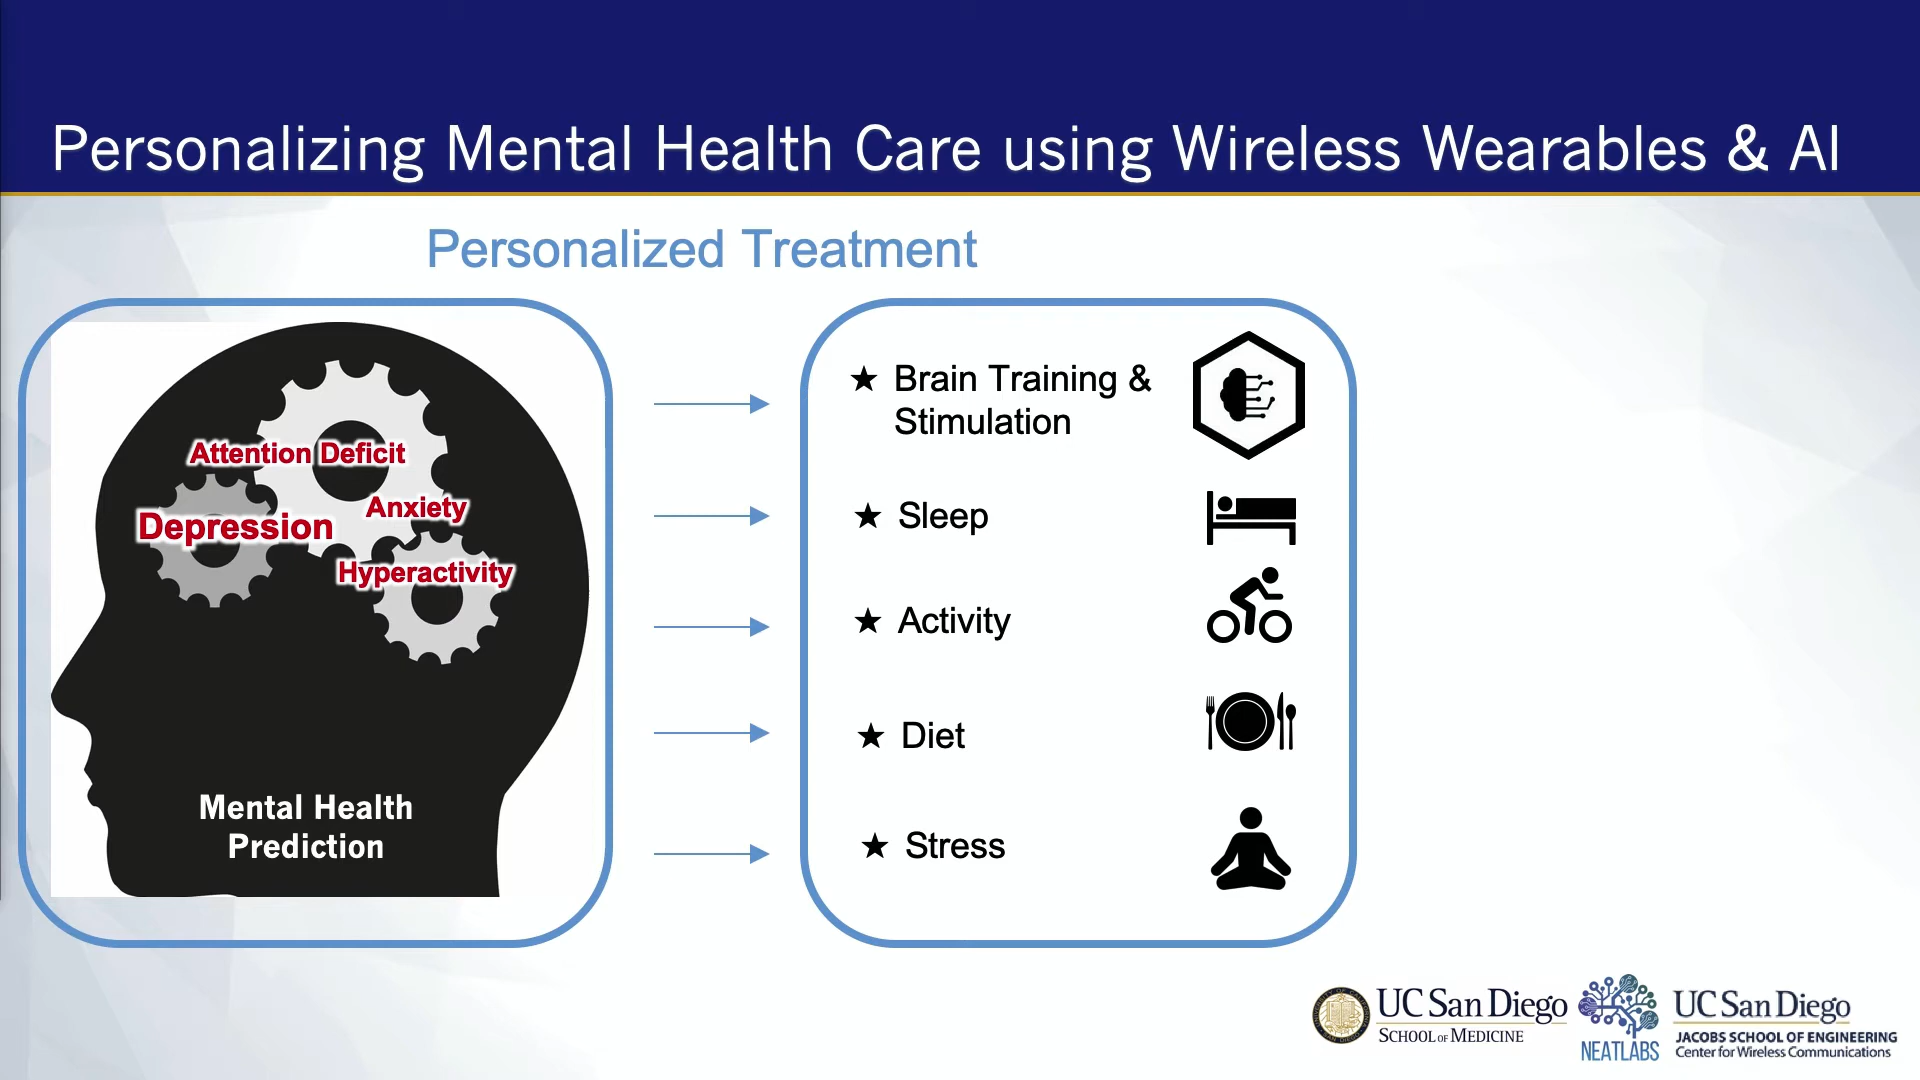 Personalizing Mental Health Care using Wireless Wearables & AI
Personalized Treatment
Attention Deficit
Anxiety
Depression
Hyperactivity
Mental Health
Prediction
★ Brain Training &
Stimulation
★ Sleep
★ Activity
★ Diet
★ Stress
UC San Diego
SCHOOL OF MEDICINE
NEATLABS
UC San Diego
JACOBS SCHOOL OF ENGINEERING
Center for Wireless Communications